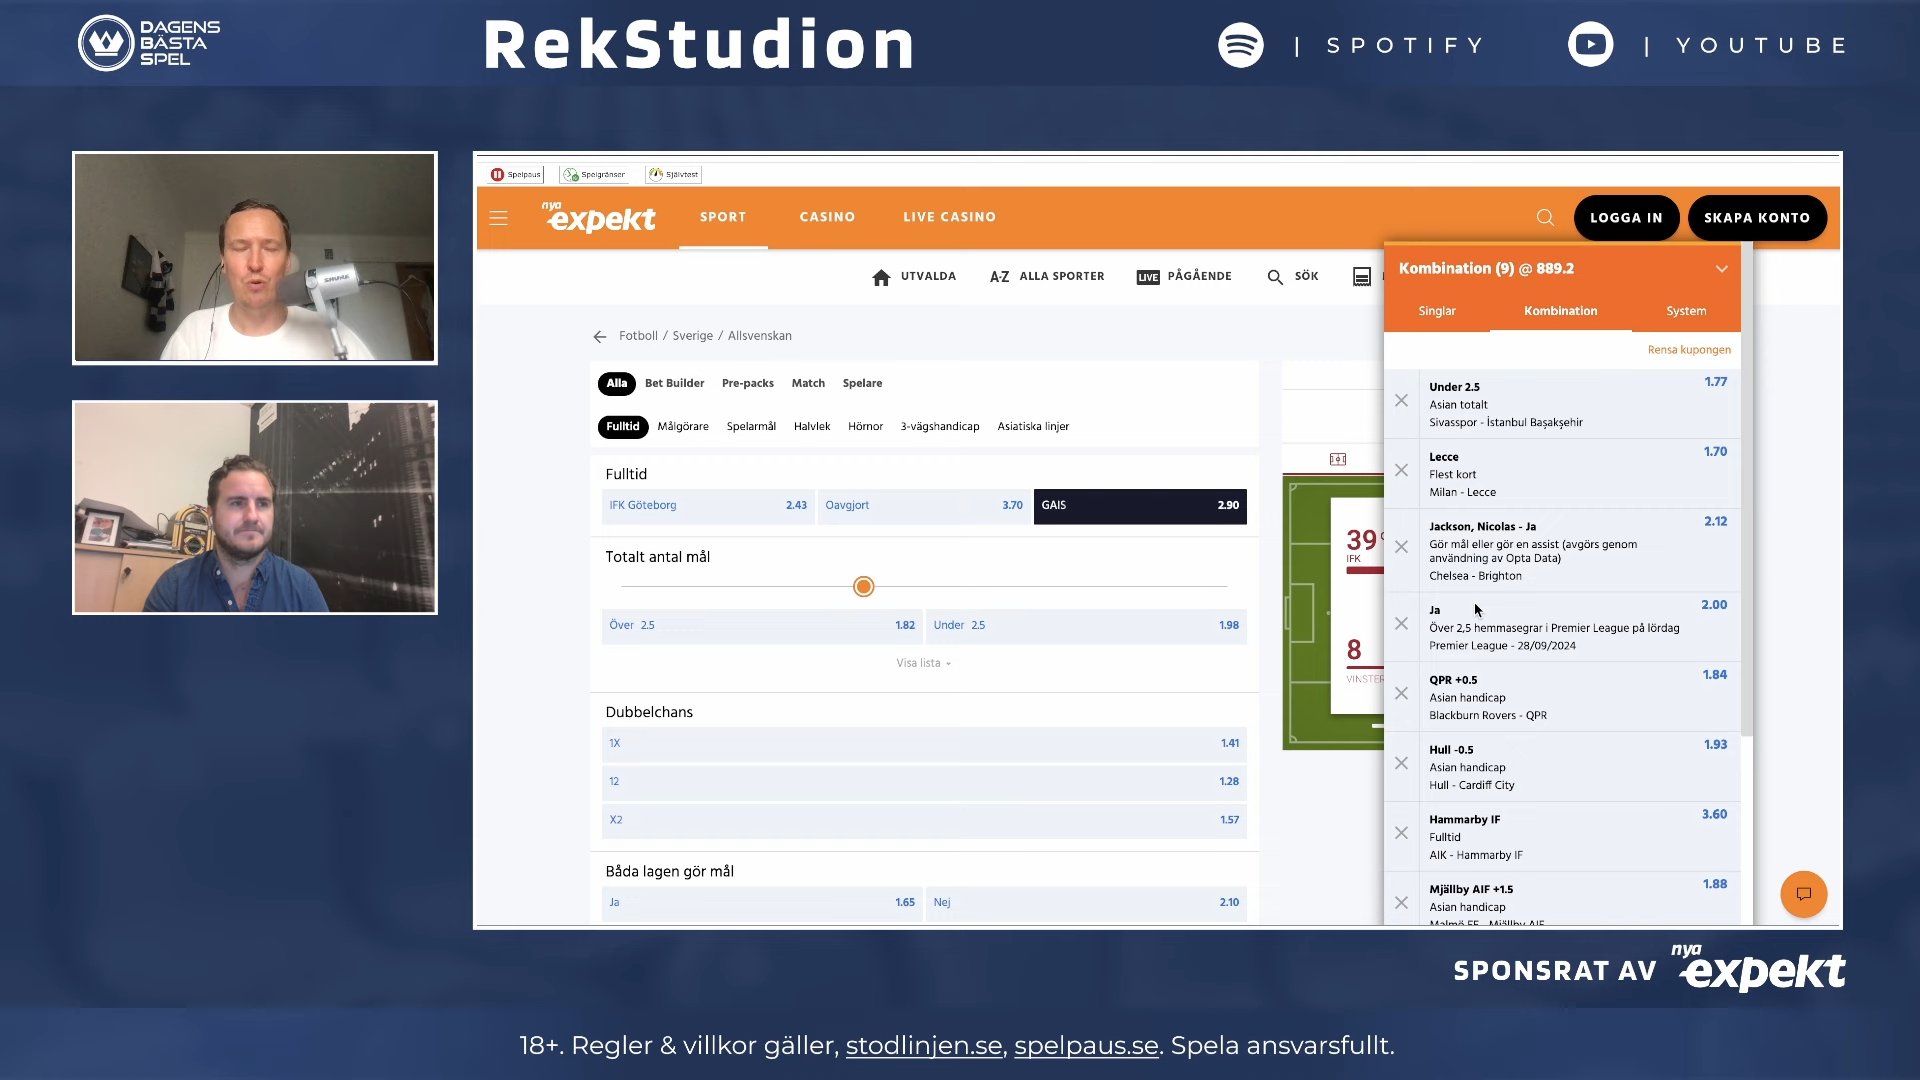 DAGENS
BÄSTA
SPEL
RekStudion
| SPOTIFY
| YOUTUBE
Spelpaus
Spelgränser
Självtest
nya
expekt
SPORT
CASINO
LIVE CASINO
LOGGA IN
SKAPA KONTO
UTVALDA
A-Z ALLA SPORTER
LIVE PÅGÅENDE
SÖK
Fotboll / Sverige / Allsvenskan
Alla
Bet Builder
Pre-packs
Match
Spelare
Fulltid
Målgörare
Spelarmål
Halvlek
Hörnor
3-vägshandicap
Asiatiska linjer
Fulltid
IFK Göteborg 2.43
Oavgjort 3.70
GAIS 2.90
Totalt antal mål
Över 2.5 1.82
Under 2.5 1.98
Visa lista
Dubbelchans
1X 1.41
12 1.28
X2 1.57
Båda lagen gör mål
Ja 1.65
Nej 2.10
39
IFK
8
VINSTER
Kombination (9) @ 889.2
Singlar
Kombination
System
Rensa kupongen
Under 2.5 1.77
Asian totalt
Sivasspor - İstanbul Başakşehir
Lecce 1.70
Flest kort
Milan - Lecce
Jackson, Nicolas - Ja 2.12
Gör mål eller gör en assist (avgörs genom
användning av Opta Data)
Chelsea - Brighton
Ja 2.00
Över 2,5 hemmasegrar i Premier League på lördag
Premier League - 28/09/2024
QPR +0.5 1.84
Asian handicap
Blackburn Rovers - QPR
Hull -0.5 1.93
Asian handicap
Hull - Cardiff City
Hammarby IF 3.60
Fulltid
AIK - Hammarby IF
Mjällby AIF +1.5 1.88
Asian handicap
Malmö FF - Mjällby AIF
SHURE
SPONSRAT AV nya expekt
18+. Regler & villkor gäller, stodlinjen.se, spelpaus.se. Spela ansvarsfullt.